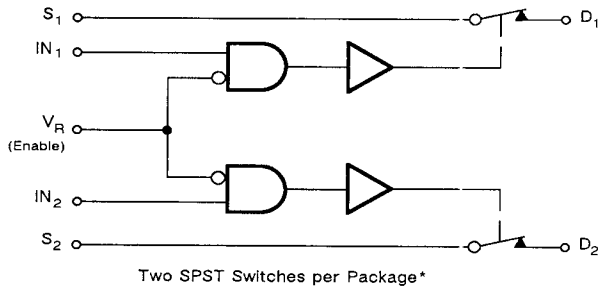 S1
D1
IN1
VR
(Enable)
IN2
S2
D2
Two SPST Switches per Package*